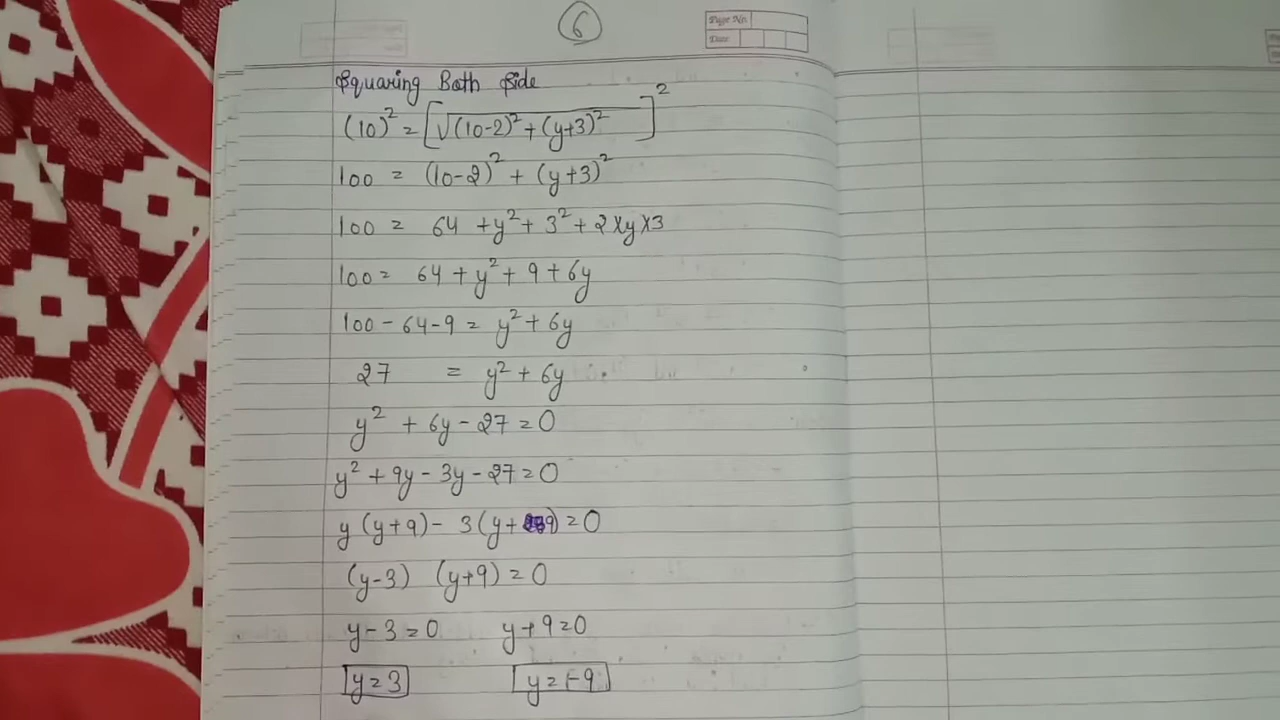 6
Page No.
Date
Squaring Both Side
(10)² = [√(10-2)² + (y+3)²]²
100 = (10-2)² + (y+3)²
100 = 64 + y² + 3² + 2×y×3
100 = 64 + y² + 9 + 6y
100 - 64 - 9 = y² + 6y
27 = y² + 6y
y² + 6y - 27 = 0
y² + 9y - 3y - 27 = 0
y (y+9) - 3(y+9) = 0
(y-3) (y+9) = 0
y - 3 = 0 y + 9 = 0
y = 3 y = -9